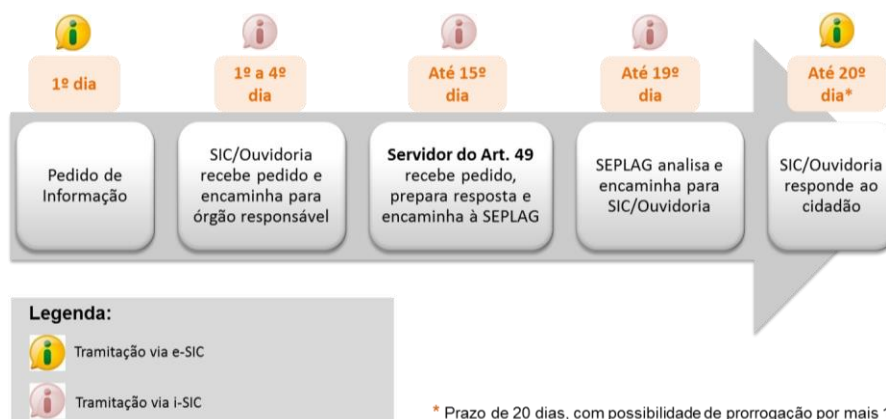 1º dia
1º a 4º
dia
Até 15º
dia
Até 19º
dia
Até 20º
dia*
Pedido de
Informação
SIC/Ouvidoria
recebe pedido e
encaminha para
órgão responsável
Servidor do Art. 49
recebe pedido,
prepara resposta e
encaminha à SEPLAG
SEPLAG analisa e
encaminha para
SIC/Ouvidoria
SIC/Ouvidoria
responde ao
cidadão
Legenda:
Tramitação via e-SIC
Tramitação via i-SIC
* Prazo de 20 dias, com possibilidade de prorrogação por mais